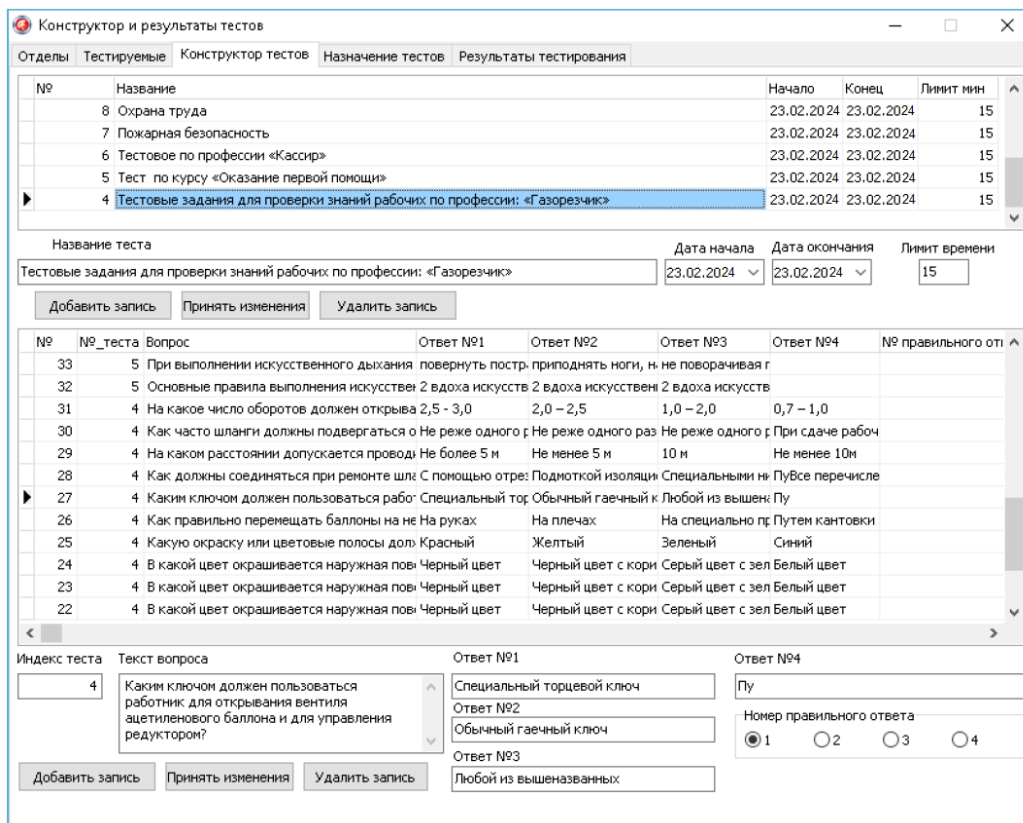 Конструктор и результаты тестов
Отделы Тестируемые Конструктор тестов Назначение тестов Результаты тестирования
№ Название Начало Конец Лимит мин
8 Охрана труда 23.02.2024 23.02.2024 15
7 Пожарная безопасность 23.02.2024 23.02.2024 15
6 Тестовое по профессии «Кассир» 23.02.2024 23.02.2024 15
5 Тест по курсу «Оказание первой помощи» 23.02.2024 23.02.2024 15
4 Тестовые задания для проверки знаний рабочих по профессии: «Газорезчик» 23.02.2024 23.02.2024 15
Название теста Дата начала Дата окончания Лимит времени
Тестовые задания для проверки знаний рабочих по профессии: «Газорезчик» 23.02.2024 23.02.2024 15
Добавить запись Принять изменения Удалить запись
№ №_теста Вопрос Ответ №1 Ответ №2 Ответ №3 Ответ №4 № правильного отв
33 5 При выполнении искусственного дыхания повернуть постр приподнять ноги, н не поворачивая г
32 5 Основные правила выполнения искусствен 2 вдоха искусств 2 вдоха искусствен 2 вдоха искусств
31 4 На какое число оборотов должен открыва 2,5 - 3,0 2,0 – 2,5 1,0 – 2,0 0,7 – 1,0
30 4 Как часто шланги должны подвергаться о Не реже одного р Не реже одного раз Не реже одного р При сдаче рабоч
29 4 На каком расстоянии допускается провод Не более 5 м Не менее 5 м 10 м Не менее 10м
28 4 Как должны соединяться при ремонте шла С помощью отрез Подмоткой изоляци Специальными ни ПуВсе перечисле
27 4 Каким ключом должен пользоваться рабо Специальный тор Обычный гаечный к Любой из вышена Пу
26 4 Как правильно перемещать баллоны на не На руках На плечах На специально пр Путем кантовки
25 4 Какую окраску или цветовые полосы долж Красный Желтый Зеленый Синий
24 4 В какой цвет окрашивается наружная пов Черный цвет Черный цвет с кори Серый цвет с зел Белый цвет
23 4 В какой цвет окрашивается наружная пов Черный цвет Черный цвет с кори Серый цвет с зел Белый цвет
22 4 В какой цвет окрашивается наружная пов Черный цвет Черный цвет с кори Серый цвет с зел Белый цвет
Индекс теста Текст вопроса Ответ №1 Ответ №4
4 Каким ключом должен пользоваться Специальный торцевой ключ Пу
работник для открывания вентиля Ответ №2
ацетиленового баллона и для управления Обычный гаечный ключ Номер правильного ответа
редуктором? 1 2 3 4
Ответ №3
Добавить запись Принять изменения Удалить запись Любой из вышеназванных